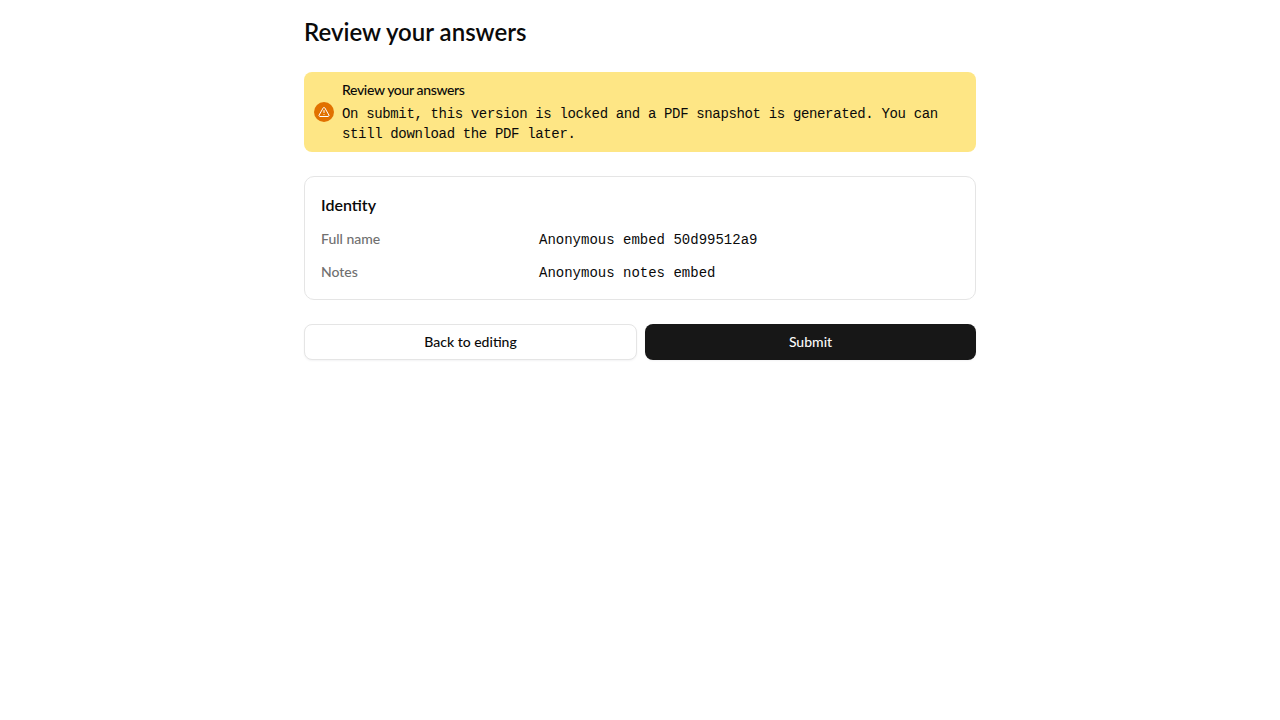 Review your answers
Review your answers
On submit, this version is locked and a PDF snapshot is generated. You can
still download the PDF later.
Identity
Full name Anonymous embed 50d99512a9
Notes Anonymous notes embed
Back to editing Submit